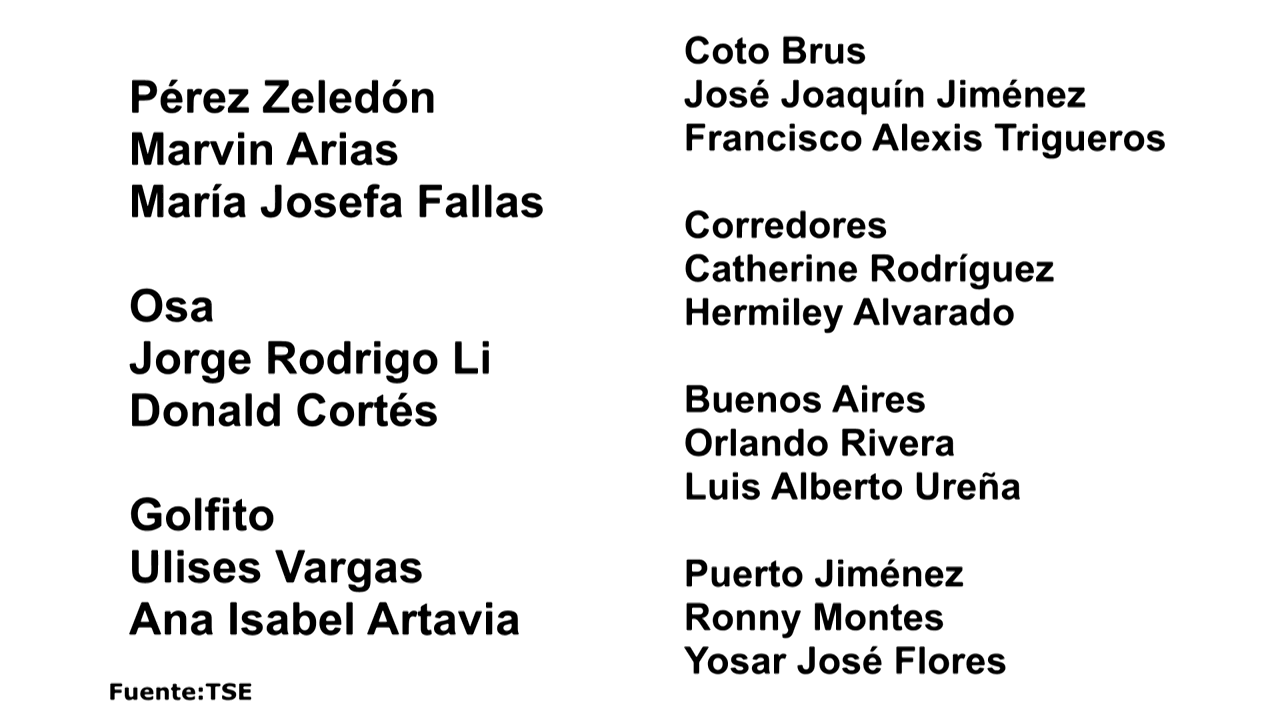 Pérez Zeledón
Marvin Arias
María Josefa Fallas
Osa
Jorge Rodrigo Li
Donald Cortés
Golfito
Ulises Vargas
Ana Isabel Artavia
Fuente:TSE
Coto Brus
José Joaquín Jiménez
Francisco Alexis Trigueros
Corredores
Catherine Rodríguez
Hermiley Alvarado
Buenos Aires
Orlando Rivera
Luis Alberto Ureña
Puerto Jiménez
Ronny Montes
Yosar José Flores